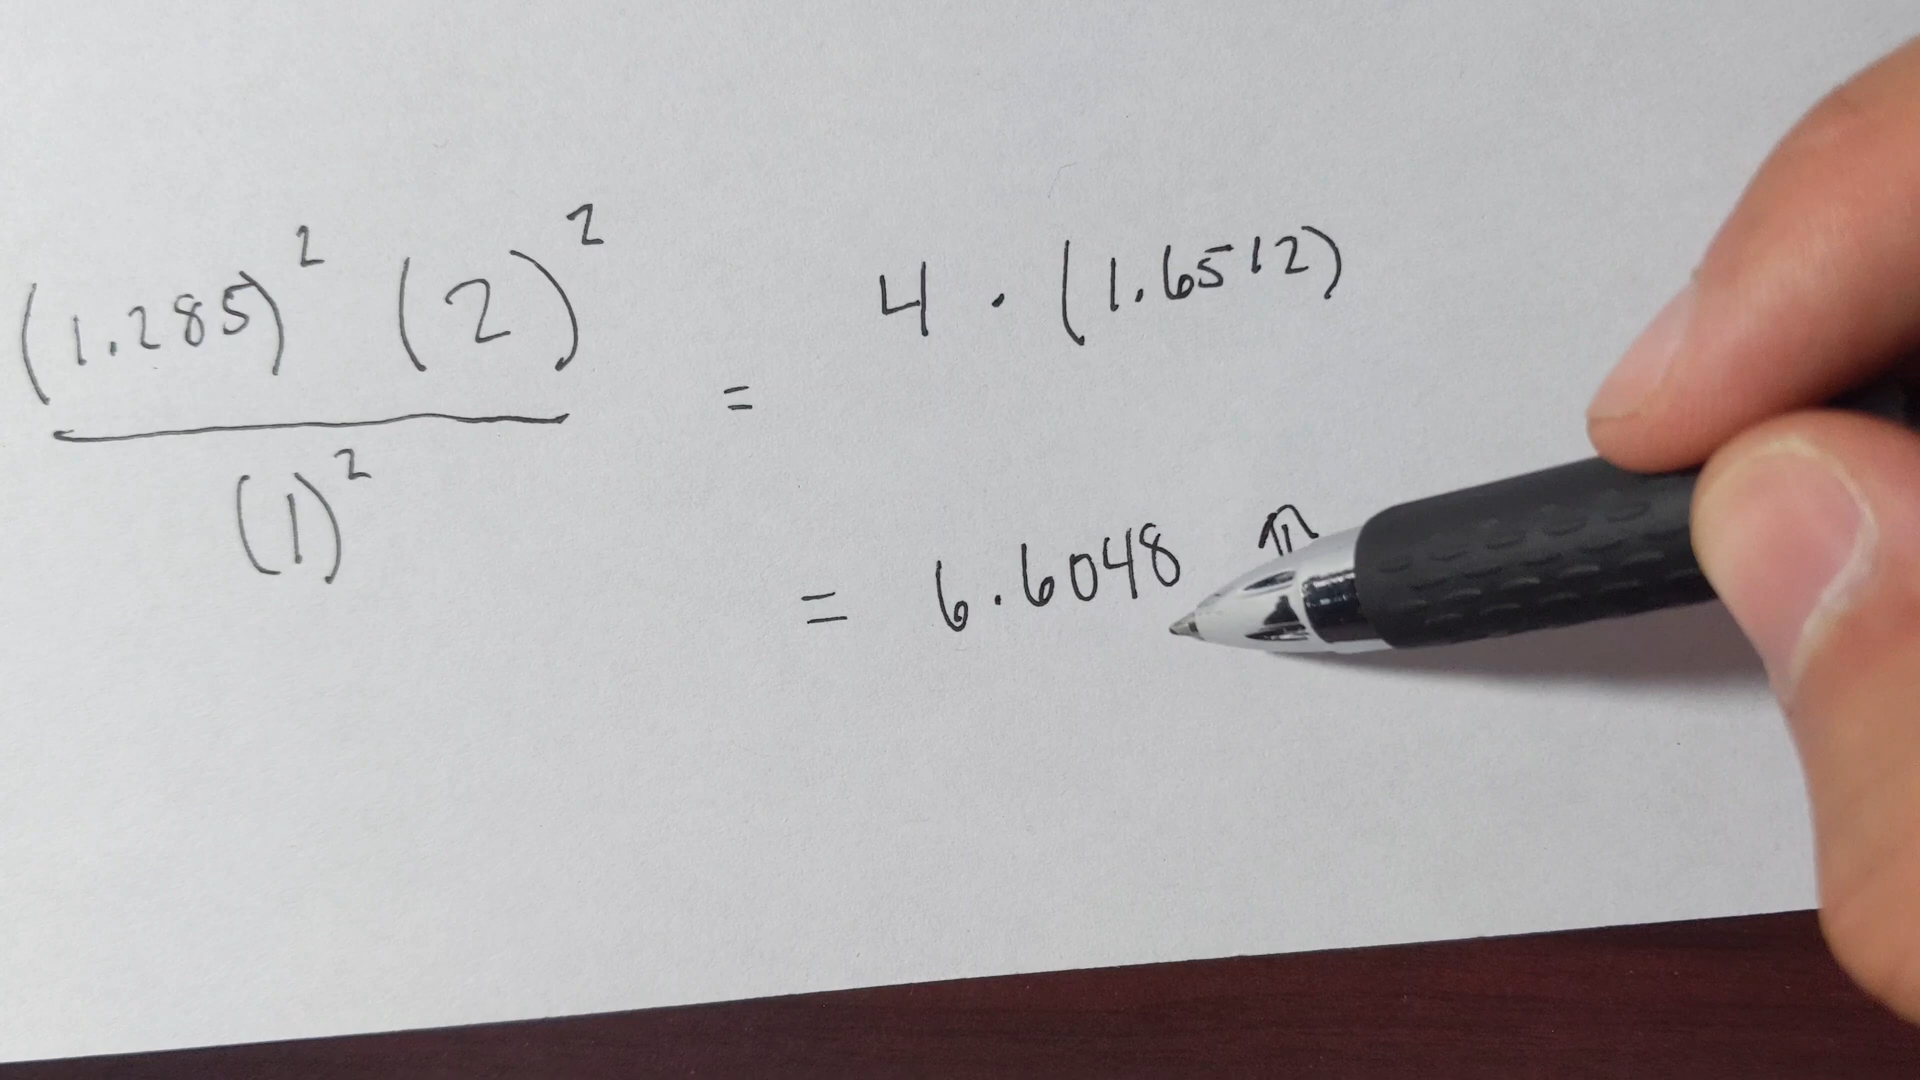 (1.285)² (2)² = 4 · (1.6512)
(1)²
= 6.6048 π